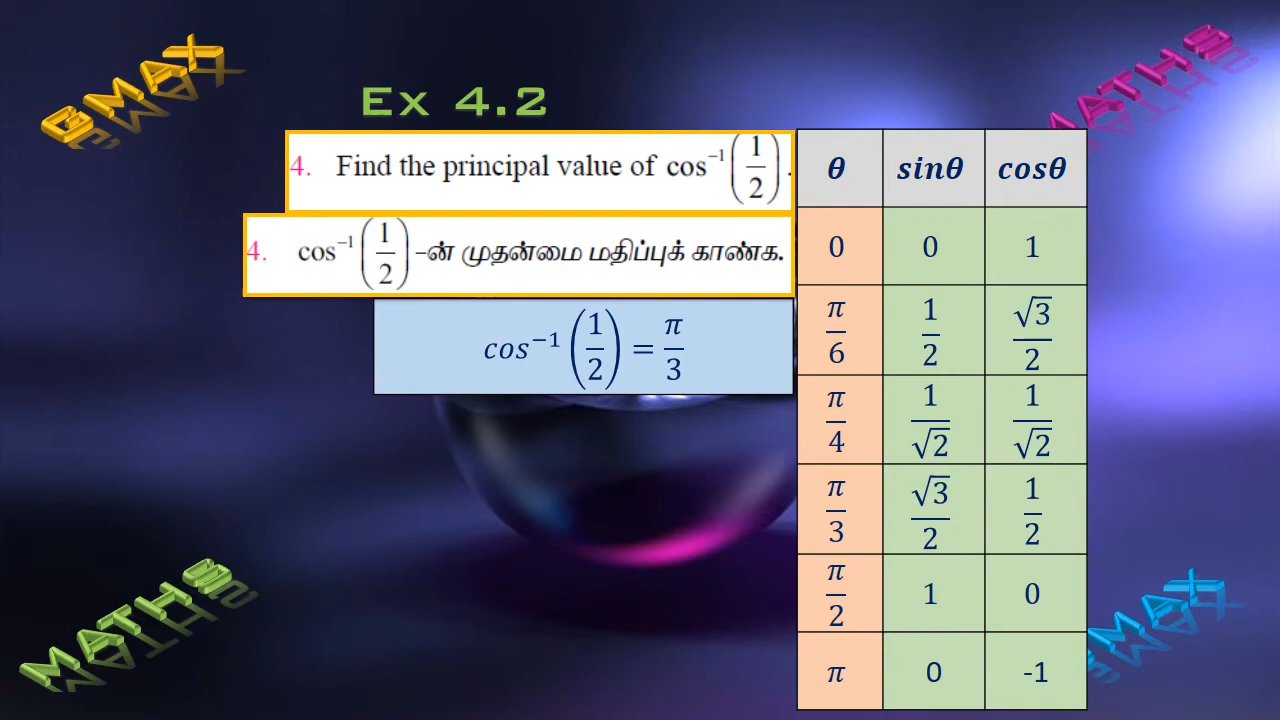 GMAX
MATHS
Ex 4.2
4. Find the principal value of cos⁻¹(1/2).
4. cos⁻¹(1/2) –ன் முதன்மை மதிப்புக் காண்க.
cos⁻¹(1/2) = π/3
θ sinθ cosθ
0 0 1
π/6 1/2 √3/2
π/4 1/√2 1/√2
π/3 √3/2 1/2
π/2 1 0
π 0 -1
MATHS
GMAX